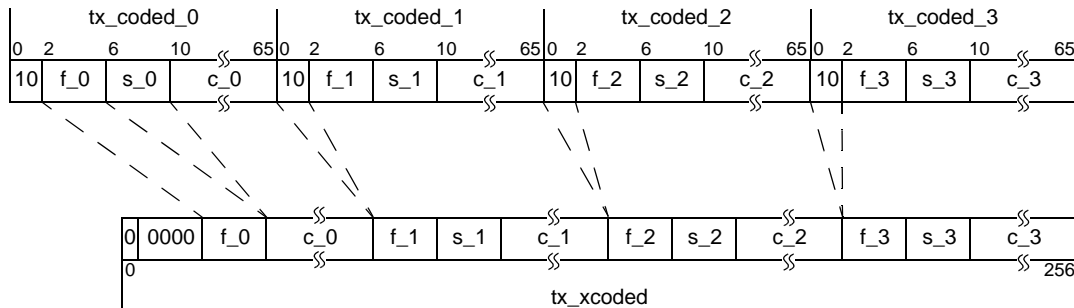 tx_coded_0 tx_coded_1 tx_coded_2 tx_coded_3
0 2 6 10 65 0 2 6 10 65 0 2 6 10 65 0 2 6 10 65
10 f_0 s_0 c_0 10 f_1 s_1 c_1 10 f_2 s_2 c_2 10 f_3 s_3 c_3
0 0000 f_0 c_0 f_1 s_1 c_1 f_2 s_2 c_2 f_3 s_3 c_3
0 256
tx_xcoded